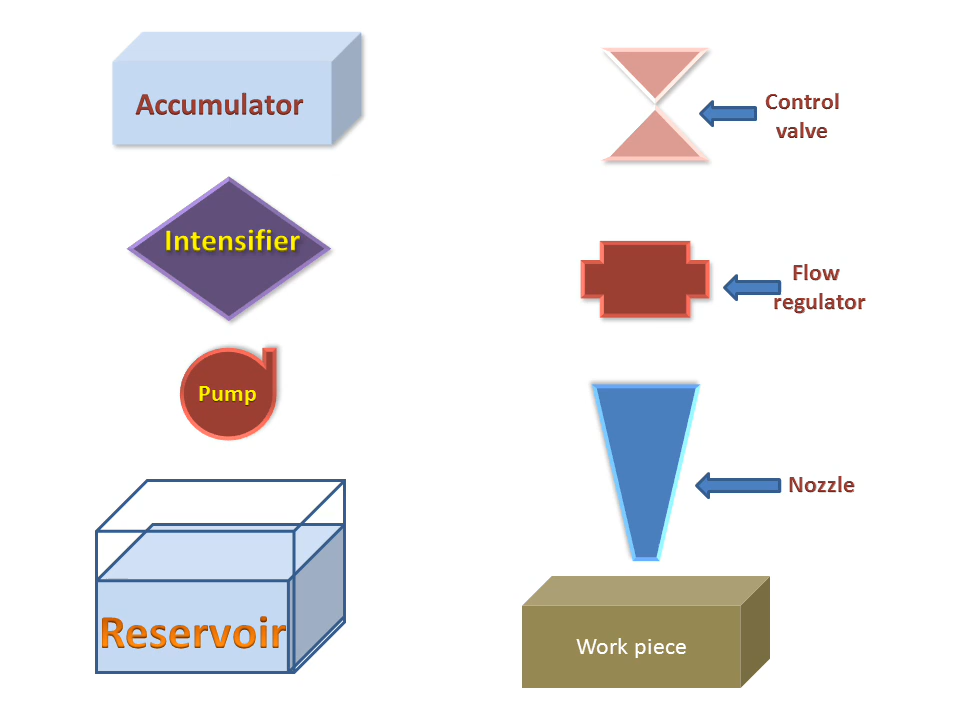 Accumulator
Intensifier
Pump
Reservoir
Control
valve
Flow
regulator
Nozzle
Work piece